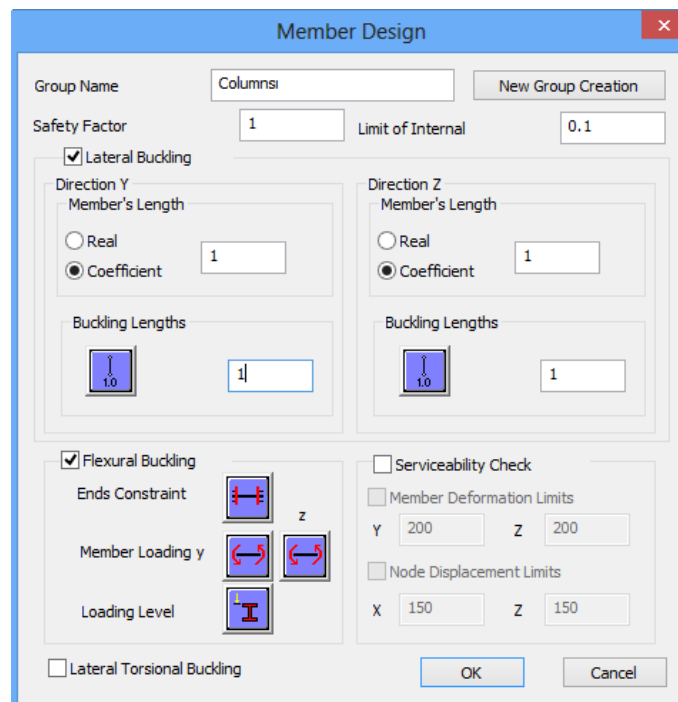 Member Design
Group Name Columnsı New Group Creation
Safety Factor 1 Limit of Internal 0.1
Lateral Buckling
Direction Y Direction Z
Member's Length Member's Length
Real Real
1 1
Coefficient Coefficient
Buckling Lengths Buckling Lengths
1.0 1 1.0 1
Flexural Buckling Serviceability Check
Ends Constraint Member Deformation Limits
z
Y 200 Z 200
Member Loading y
Node Displacement Limits
Loading Level X 150 Z 150
Lateral Torsional Buckling OK Cancel